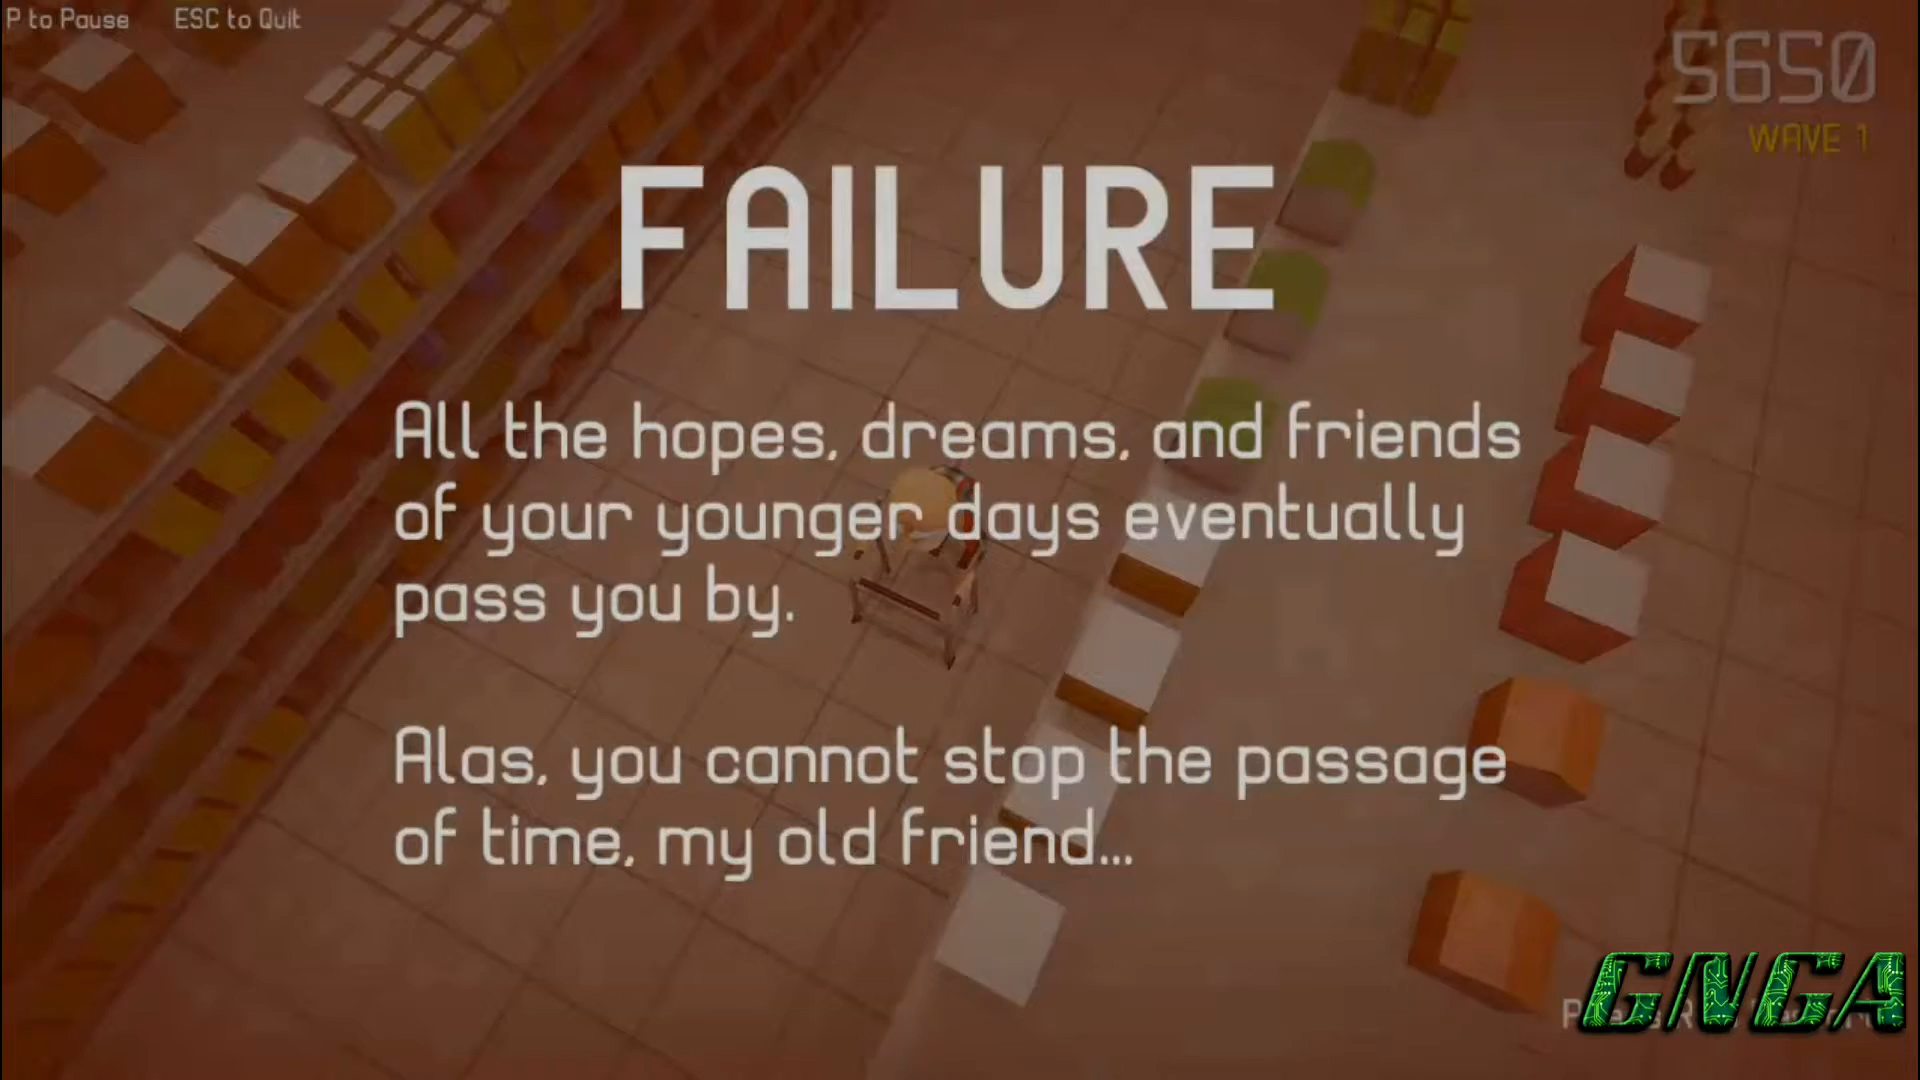 P to Pause ESC to Quit
5650
WAVE 1
FAILURE
All the hopes, dreams, and friends
of your younger days eventually
pass you by.
Alas, you cannot stop the passage
of time, my old friend...
GNGA